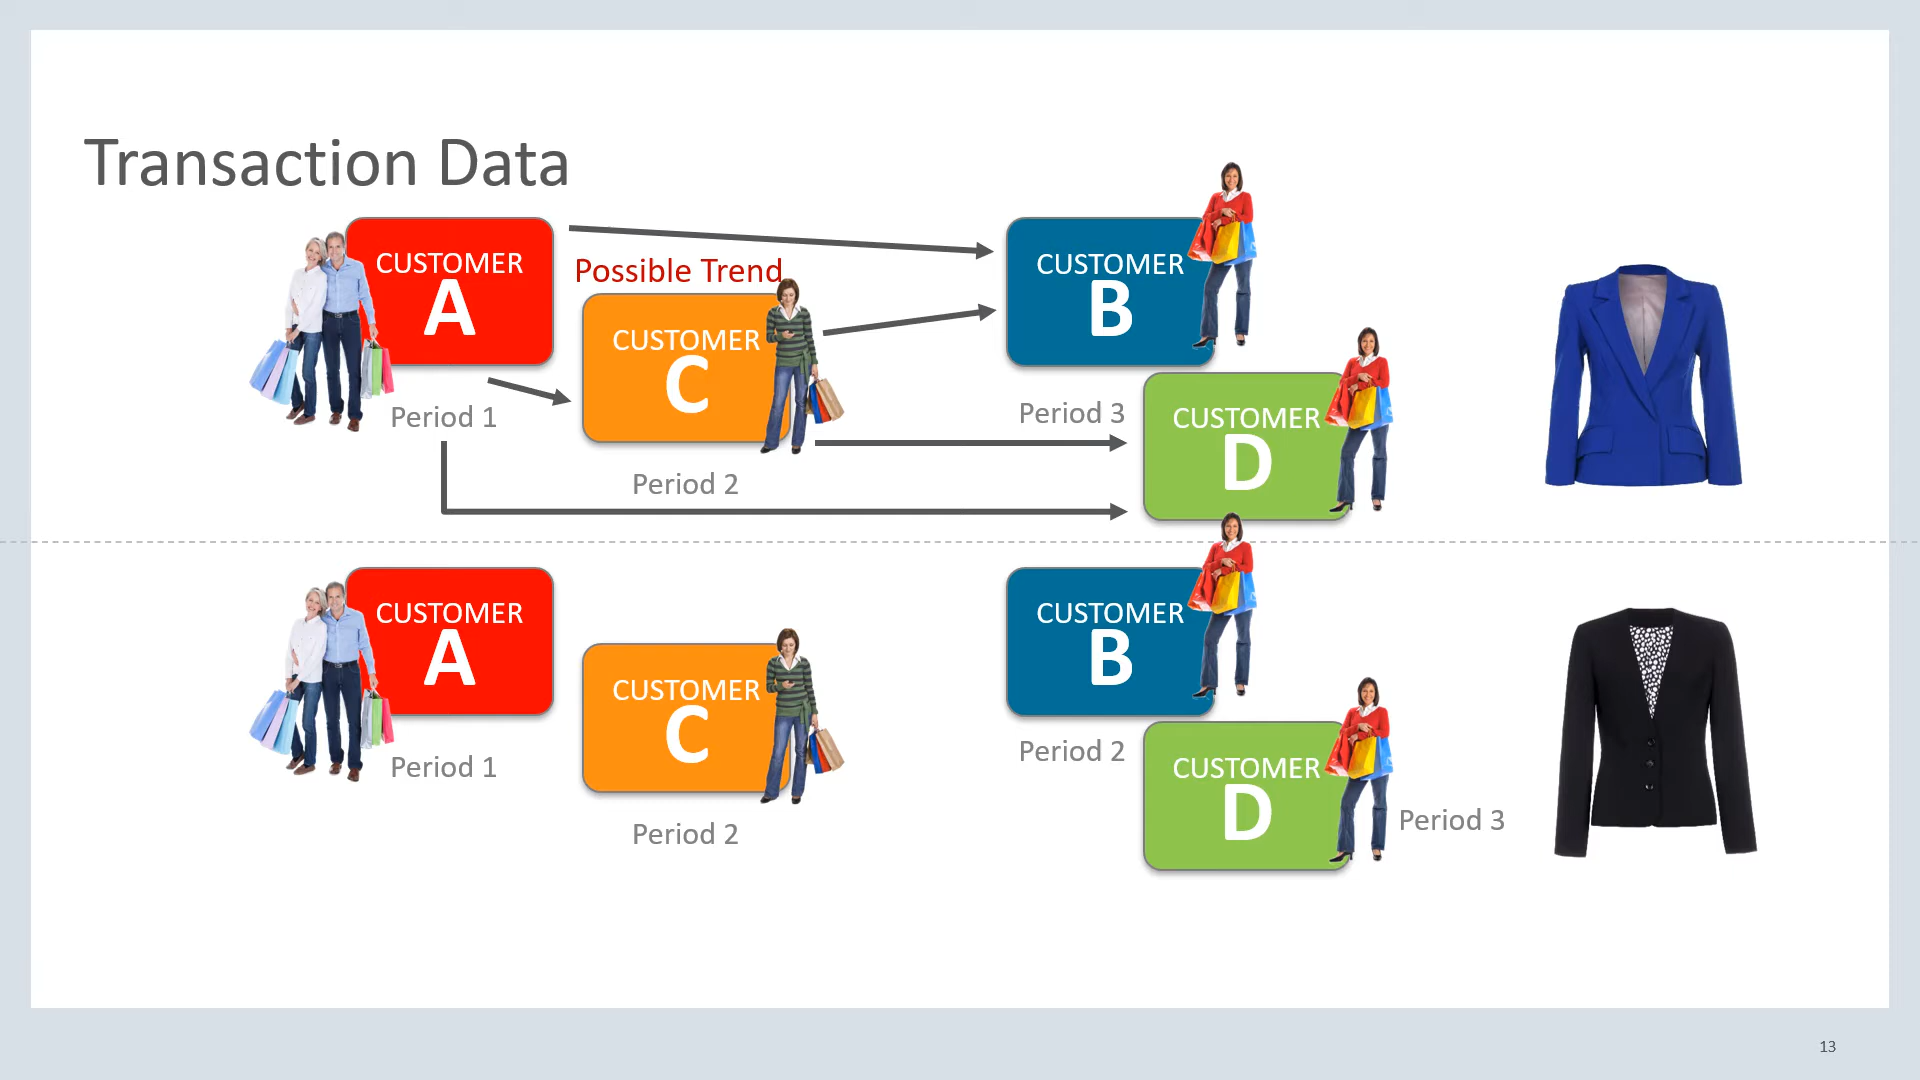 Transaction Data
CUSTOMER
A
Possible Trend
CUSTOMER
B
CUSTOMER
C
Period 1
Period 3
CUSTOMER
D
Period 2
CUSTOMER
A
CUSTOMER
B
CUSTOMER
C
Period 1
Period 2
CUSTOMER
D
Period 2
Period 3
13